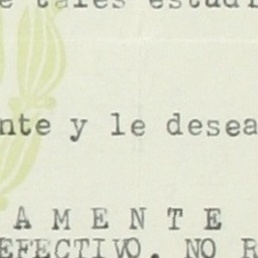 e tales estudi
nte y le desea
A M E N T E
EFECTIVO. NO R